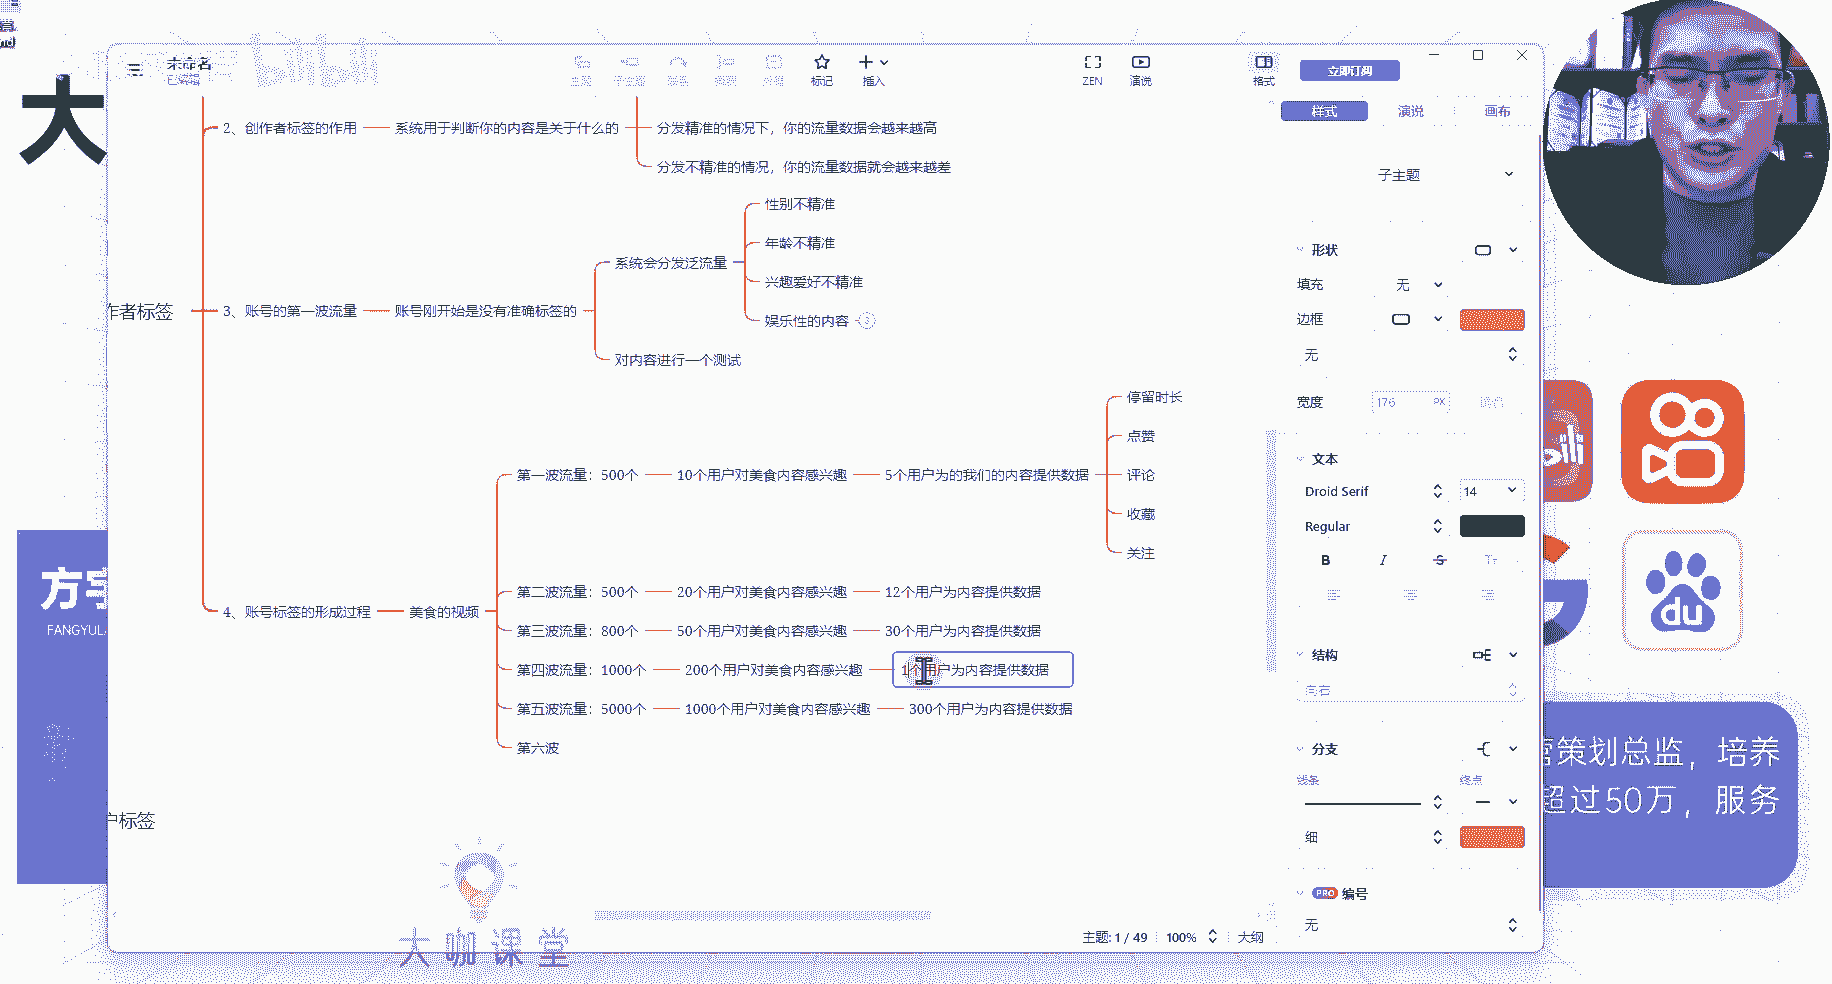 大
未命名
已编辑
bilibili
标记
插入
ZEN
演说
格式
立即订阅
样式
演说
画布
2、创作者标签的作用
系统用于判断你的内容是关于什么的
分发精准的情况下，你的流量数据会越来越高
分发不精准的情况，你的流量数据就会越来越差
作者标签
3、账号的第一波流量
账号刚开始是没有准确标签的
系统会分发泛流量
性别不精准
年龄不精准
兴趣爱好不精准
娱乐性的内容
3
对内容进行一个测试
4、账号标签的形成过程
美食的视频
第一波流量：500个
10个用户对美食内容感兴趣
5个用户为的我们的内容提供数据
停留时长
点赞
评论
收藏
关注
第二波流量：500个
20个用户对美食内容感兴趣
12个用户为内容提供数据
第三波流量：800个
50个用户对美食内容感兴趣
30个用户为内容提供数据
第四波流量：1000个
200个用户对美食内容感兴趣
1个用户为内容提供数据
第五波流量：5000个
1000个用户对美食内容感兴趣
300个用户为内容提供数据
第六波
户标签
子主题
形状
填充
无
边框
无
宽度
176
PX
文本
Droid Serif
14
Regular
B
I
S
Tr
结构
向右
分支
线条
终点
细
PRO
编号
无
主题: 1 / 49
100%
大纲
大咖课堂
方宇
FANGYUL
du
营策划总监，培养
超过50万，服务